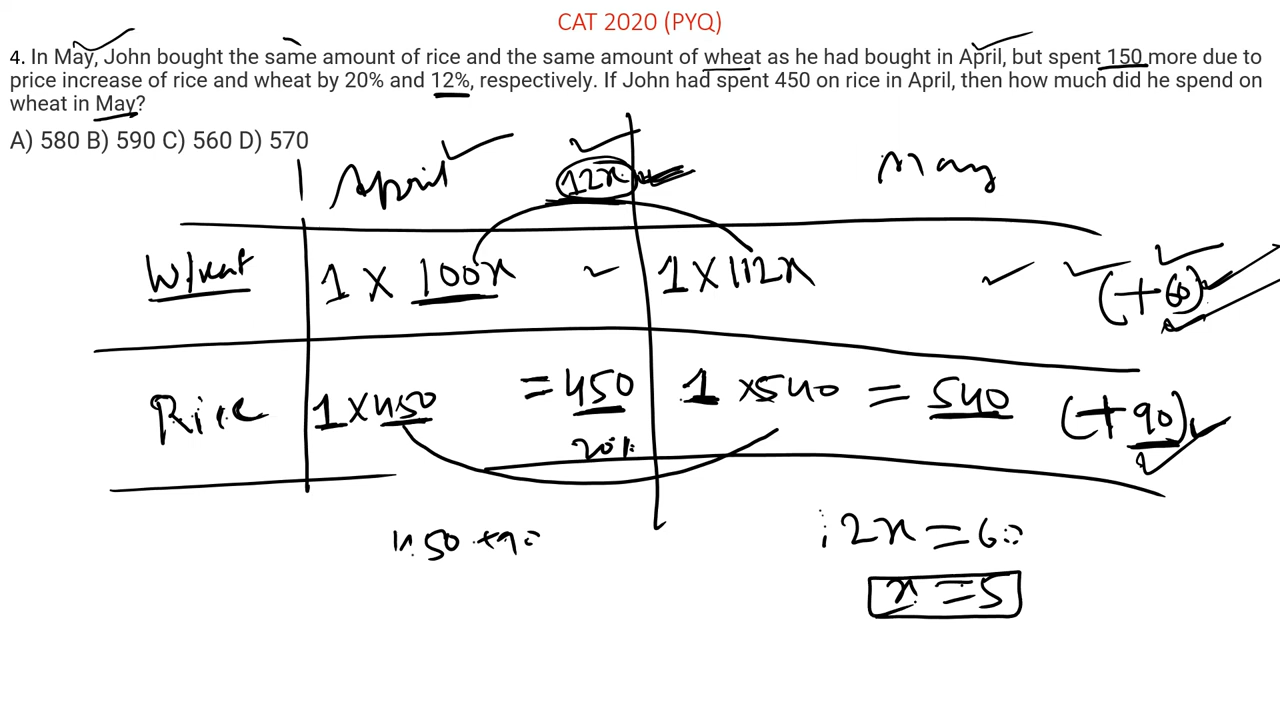 CAT 2020 (PYQ)
4. In May, John bought the same amount of rice and the same amount of wheat as he had bought in April, but spent 150 more due to
price increase of rice and wheat by 20% and 12%, respectively. If John had spent 450 on rice in April, then how much did he spend on
wheat in May?
A) 580 B) 590 C) 560 D) 570
April 12x May
Wheat 1 x 100x 1 x 112x (+60)
Rice 1 x 450 = 450 1 x 540 = 540 (+90)
20%
450 +90
12x = 60
x = 5